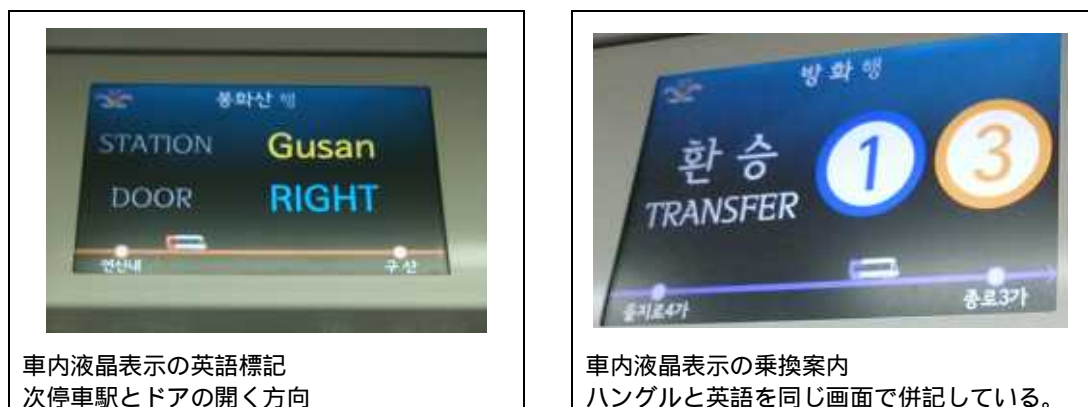 봉화산 행
STATION Gusan
DOOR RIGHT
연신내 구산
車内液晶表示の英語標記
次停車駅とドアの開く方向
방화행
환승
TRANSFER
1 3
을지로4가 종로3가
車内液晶表示の乗換案内
ハングルと英語を同じ画面で併記している。